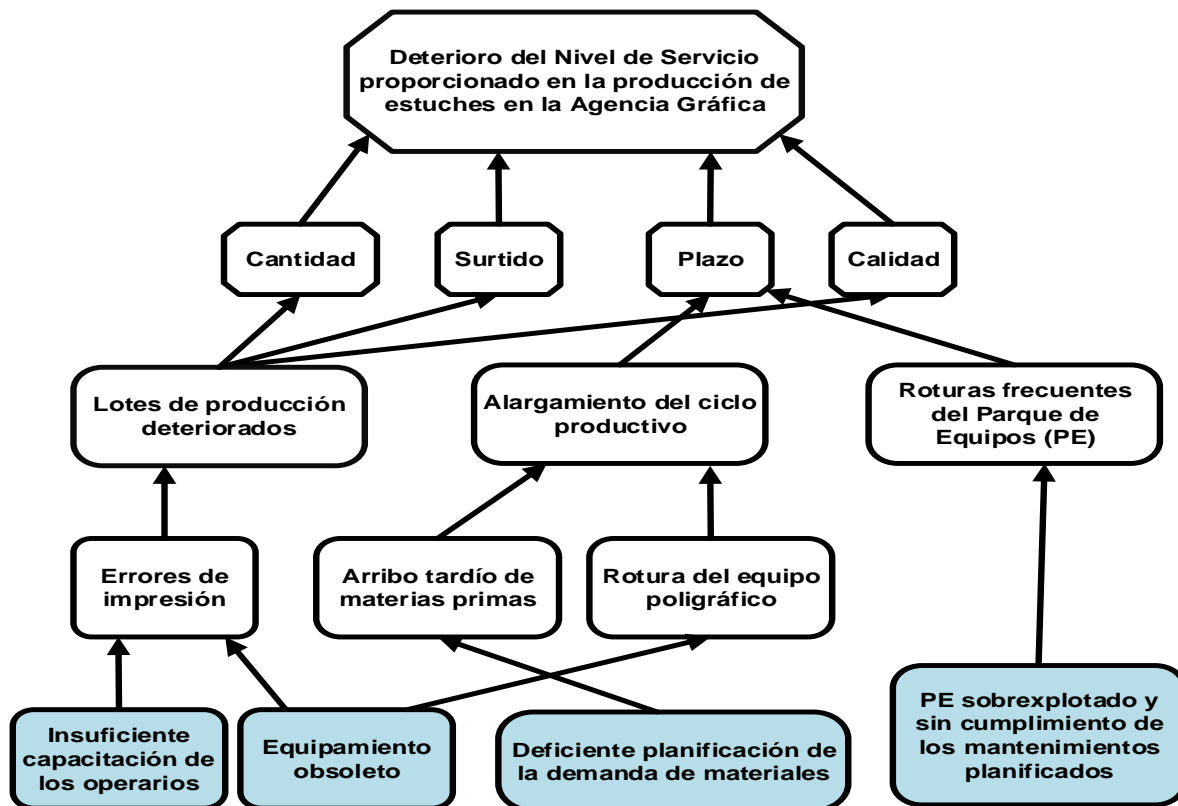 Deterioro del Nivel de Servicio
proporcionado en la producción de
estuches en la Agencia Gráfica
Cantidad
Surtido
Plazo
Calidad
Lotes de producción
deteriorados
Alargamiento del ciclo
productivo
Roturas frecuentes
del Parque de
Equipos (PE)
Errores de
impresión
Arribo tardío de
materias primas
Rotura del equipo
poligráfico
Insuficiente
capacitación de
los operarios
Equipamiento
obsoleto
Deficiente planificación de
la demanda de materiales
PE sobrexplotado y
sin cumplimiento de
los mantenimientos
planificados